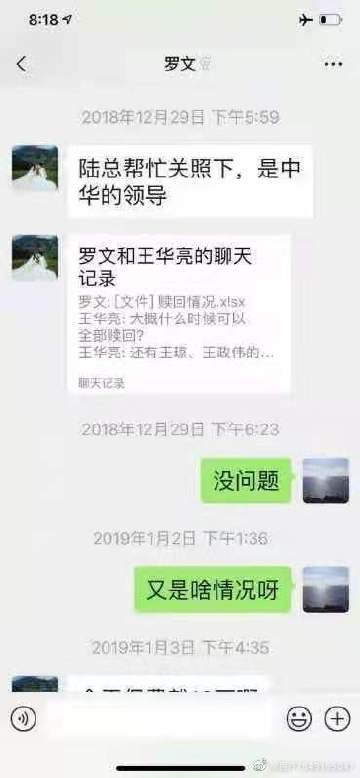 8:18
罗文
2018年12月29日 下午5:59
陆总帮忙关照下，是中
华的领导
罗文和王华亮的聊天
记录
罗文: [文件] 赎回情况.xlsx
王华亮: 大概什么时候可以
全部赎回?
王华亮: 还有王琼、王政伟的...
聊天记录
2018年12月29日 下午6:23
没问题
2019年1月2日 下午1:36
又是啥情况呀
2019年1月3日 下午4:35